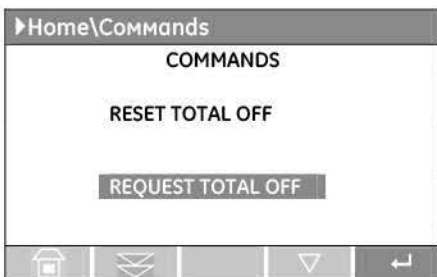 Home\Commands
COMMANDS
RESET TOTAL OFF
REQUEST TOTAL OFF